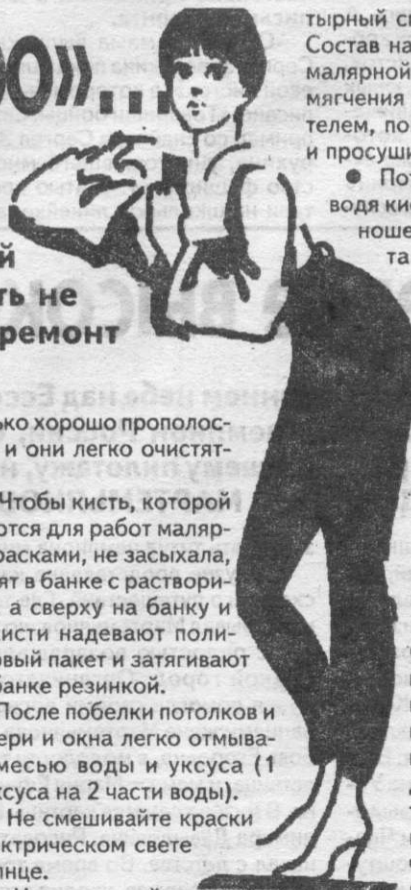 ю»...
й
ть не
ремонт
ько хорошо прополос-
и они легко очистят-
Чтобы кисть, которой
ются для работ маляр-
расками, не засыхала,
ят в банке с раствори-
а сверху на банку и
исти надевают поли-
овый пакет и затягивают
банке резинкой.
После побелки потолков и
ери и окна легко отмыва-
месью воды и уксуса (1
ксуса на 2 части воды).
Не смешивайте краски
ктрическом свете
лнце.
тырный сп
Состав на
малярной
мягчения
телем, по
и просуши
● Пот
водя кис
ноше
та